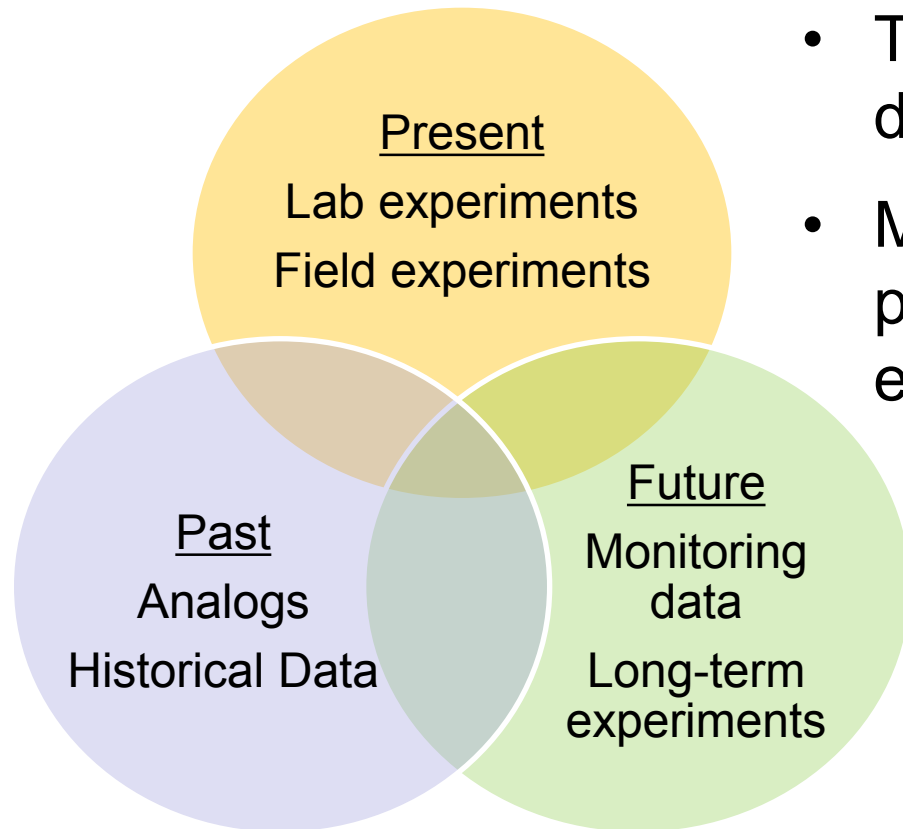 Present
Lab experiments
Field experiments
Past
Analogs
Historical Data
Future
Monitoring
data
Long-term
experiments